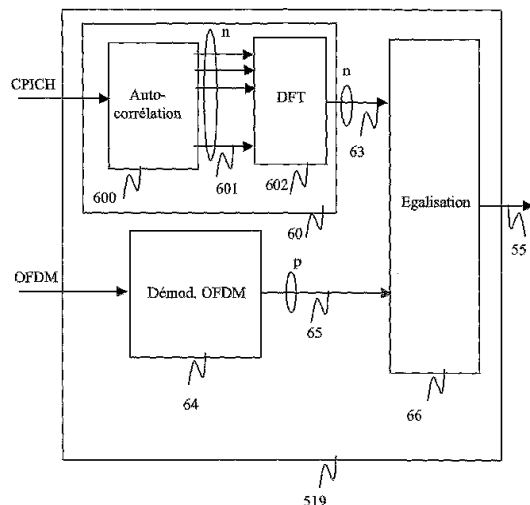 n
CPICH
Auto-
corrélation
DFT
n
63
600
601
602
60
Egalisation
55
OFDM
Démod. OFDM
p
65
64
66
519